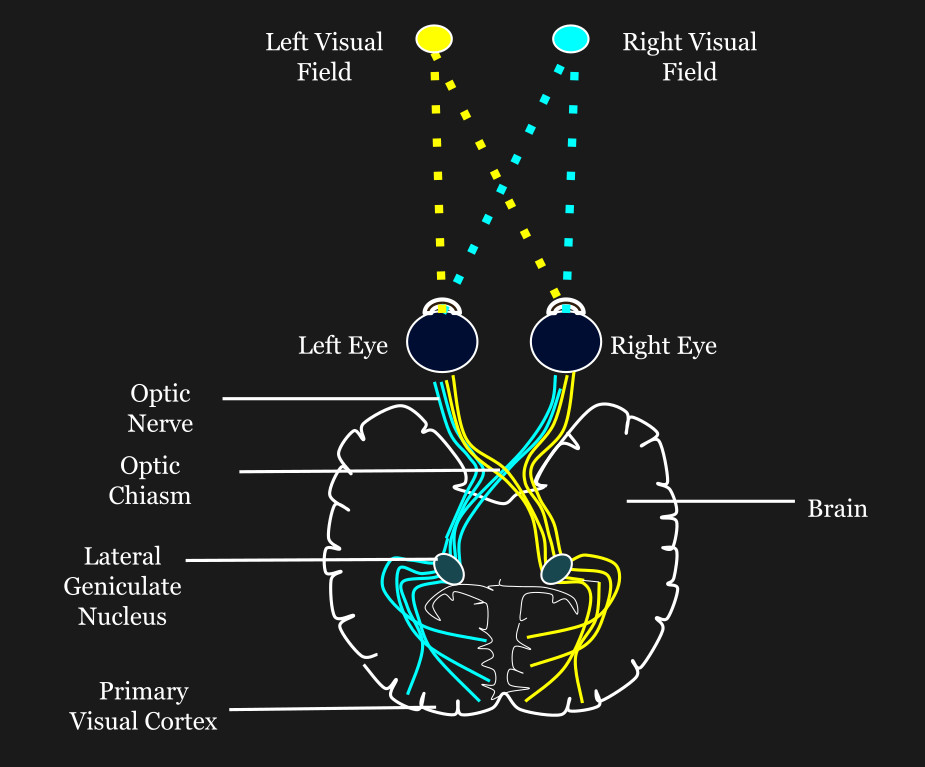 Left Visual
Field
Right Visual
Field
Left Eye
Right Eye
Optic
Nerve
Optic
Chiasm
Brain
Lateral
Geniculate
Nucleus
Primary
Visual Cortex